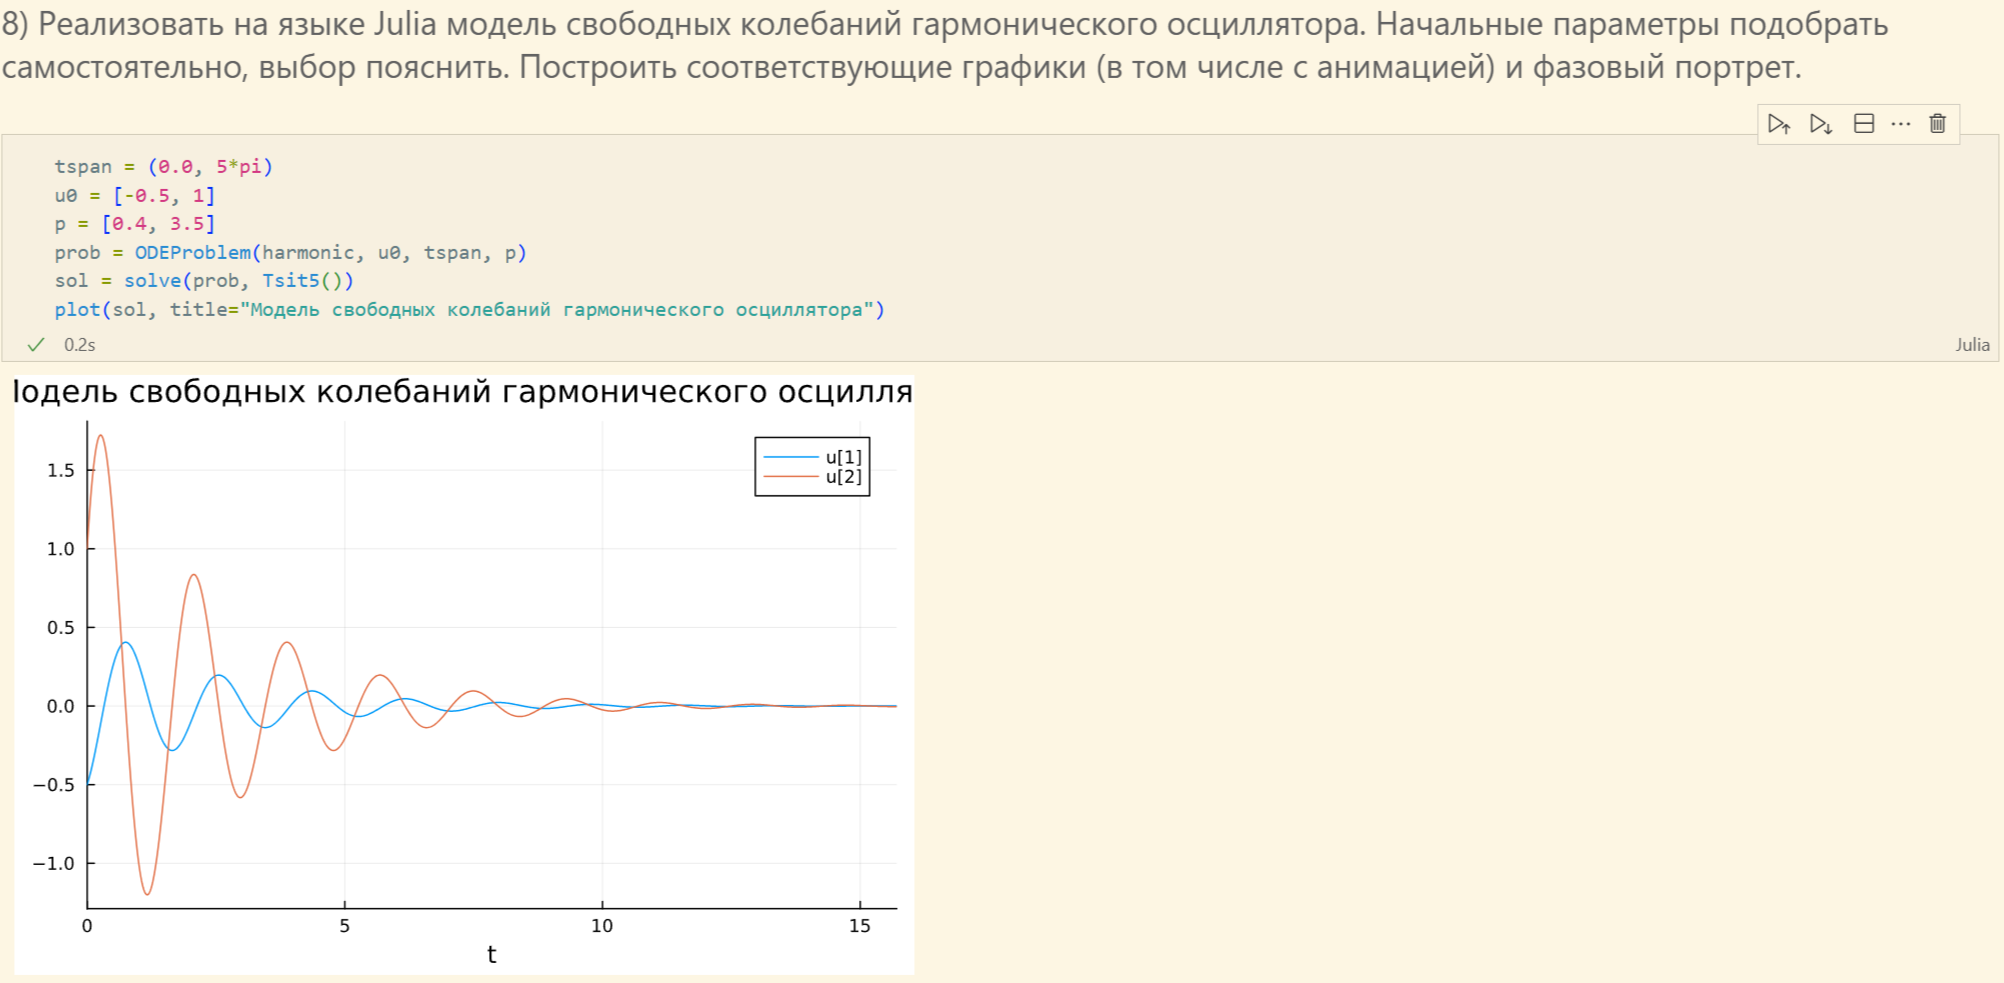 8) Реализовать на языке Julia модель свободных колебаний гармонического осциллятора. Начальные параметры подобрать
самостоятельно, выбор пояснить. Построить соответствующие графики (в том числе с анимацией) и фазовый портрет.
tspan = (0.0, 5*pi)
u0 = [-0.5, 1]
p = [0.4, 3.5]
prob = ODEProblem(harmonic, u0, tspan, p)
sol = solve(prob, Tsit5())
plot(sol, title="Модель свободных колебаний гармонического осциллятора")
0.2s
Julia
одель свободных колебаний гармонического осцилля
u[1]
u[2]
1.5
1.0
0.5
0.0
−0.5
−1.0
0 5 10 15
t